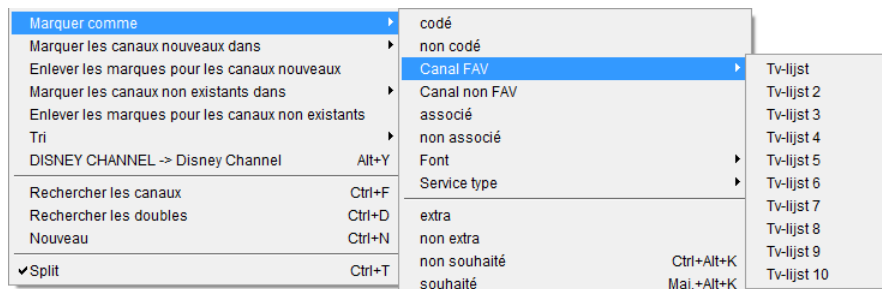 Marquer comme
Marquer les canaux nouveaux dans
Enlever les marques pour les canaux nouveaux
Marquer les canaux non existants dans
Enlever les marques pour les canaux non existants
Tri
DISNEY CHANNEL -> Disney Channel Alt+Y
Rechercher les canaux Ctrl+F
Rechercher les doubles Ctrl+D
Nouveau Ctrl+N
Split Ctrl+T
codé
non codé
Canal FAV
Canal non FAV
associé
non associé
Font
Service type
extra
non extra
non souhaité Ctrl+Alt+K
souhaité Maj.+Alt+K
Tv-lijst
Tv-lijst 2
Tv-lijst 3
Tv-lijst 4
Tv-lijst 5
Tv-lijst 6
Tv-lijst 7
Tv-lijst 8
Tv-lijst 9
Tv-lijst 10